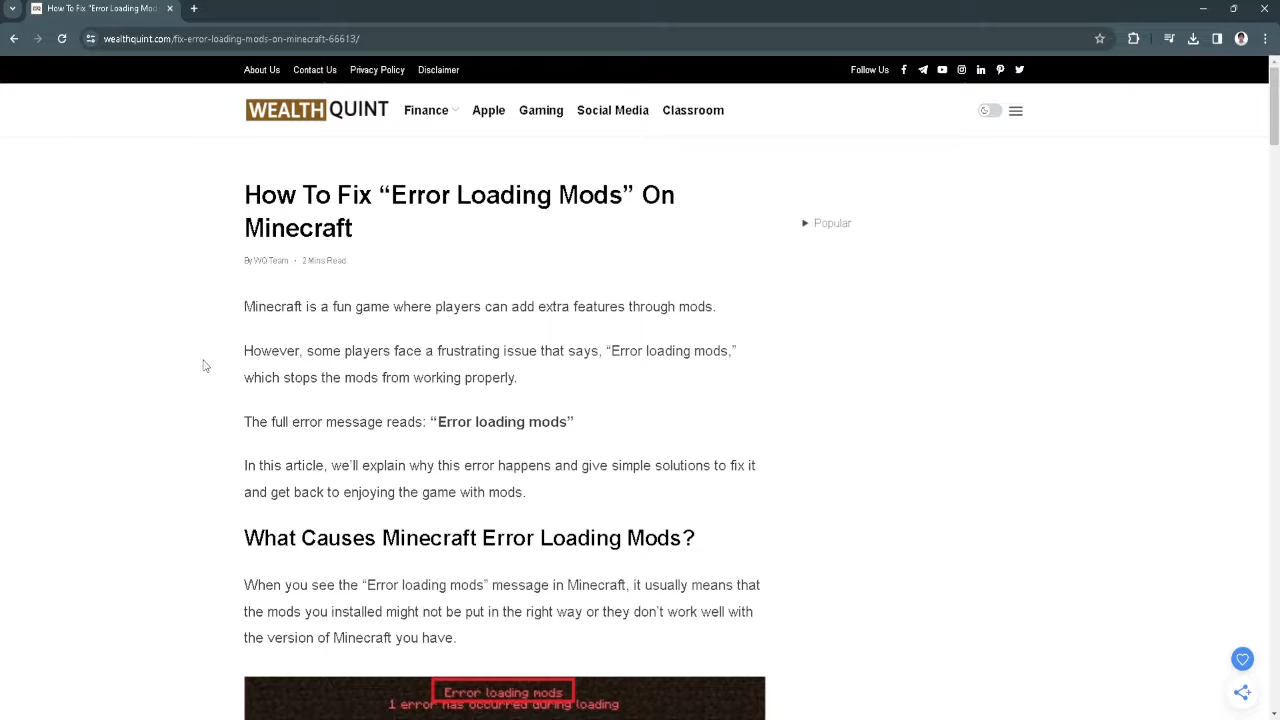 How To Fix "Error Loading Mods
wealthquint.com/fix-error-loading-mods-on-minecraft-66613/
About Us Contact Us Privacy Policy Disclaimer Follow Us
WEALTH QUINT Finance Apple Gaming Social Media Classroom
How To Fix “Error Loading Mods” On
Minecraft
Popular
By WQ Team • 2 Mins Read
Minecraft is a fun game where players can add extra features through mods.
However, some players face a frustrating issue that says, “Error loading mods,”
which stops the mods from working properly.
The full error message reads: “Error loading mods”
In this article, we’ll explain why this error happens and give simple solutions to fix it
and get back to enjoying the game with mods.
What Causes Minecraft Error Loading Mods?
When you see the “Error loading mods” message in Minecraft, it usually means that
the mods you installed might not be put in the right way or they don’t work well with
the version of Minecraft you have.
Error loading mods
1 error has occurred during loading